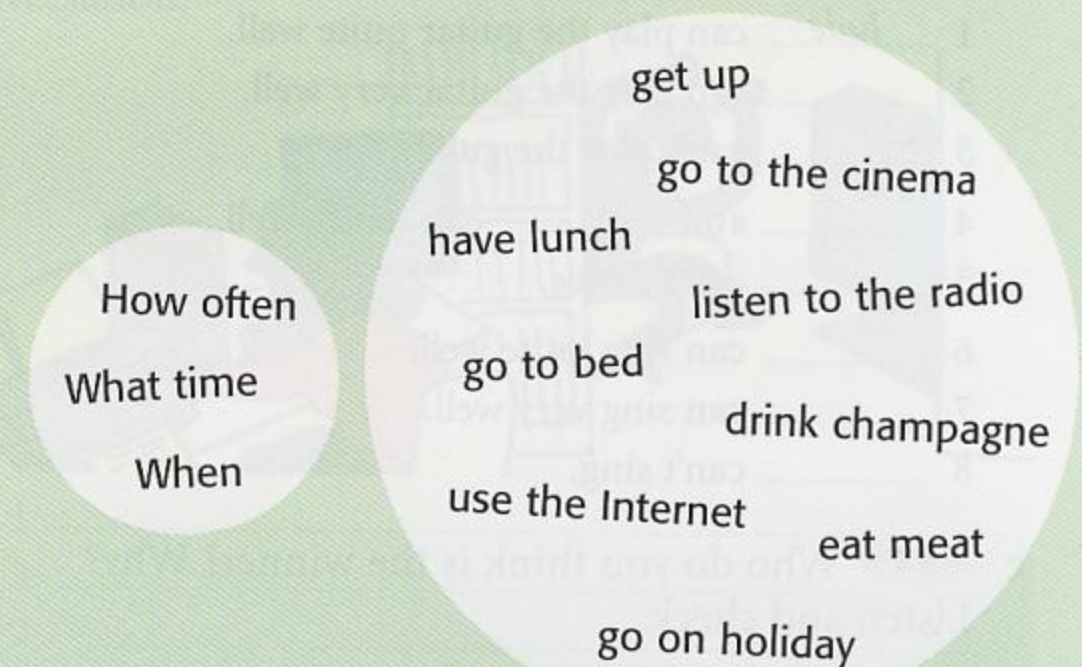 How often
What time
When
get up
go to the cinema
have lunch
listen to the radio
go to bed
drink champagne
use the Internet
eat meat
go on holiday